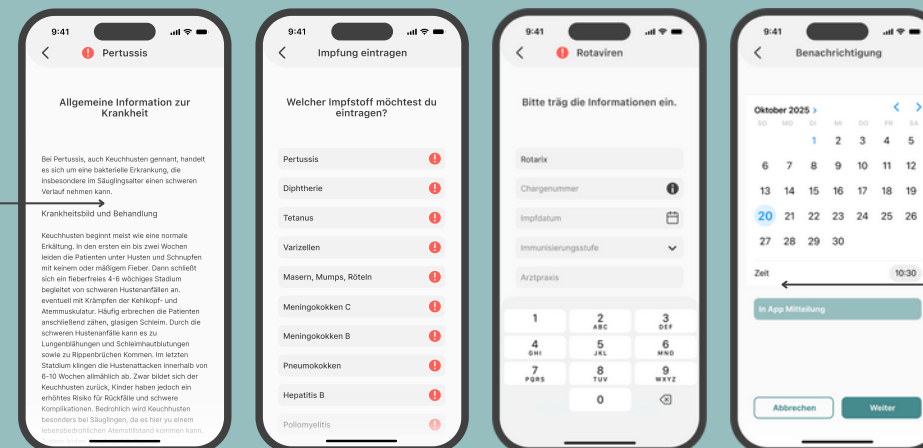 9:41
Pertussis
Allgemeine Information zur
Krankheit
Bei Pertussis, auch Keuchhusten gennant, handelt
es sich um eine bakterielle Erkrankung, die
insbesondere im Säuglingsalter einen schweren
Verlauf nehmen kann.
Krankheitsbild und Behandlung
Keuchhusten beginnt meist wie eine normale
Erkältung. In den ersten ein bis zwei Wochen
leiden die Patienten unter Husten und Schnupfen
mit keinem oder mäßigem Fieber. Dann schließt
sich ein fieberfreies 4-6 wöchiges Stadium
begleitet von schweren Hustenanfällen an.
eventuell mit Krämpfen der Kehlkopf- und
Atemmuskulatur. Häufig erbrechen die Patienten
anschließend zähen, glasigen Schleim. Durch die
schweren Hustenanfälle kann es zu
Lungenblähungen und Schleimhautblutungen
sowie zu Rippenbrüchen Kommen. Im letzten
Statdium klingen die Hustenattacken innerhalb von
6-10 Wochen allmählich ab. Zwar bildet sich der
Keuchhusten zurück, Kinder haben jedoch ein
erhöhtes Risiko für Rückfälle und schwere
Komplikationen. Bedrohlich wird Keuchhusten
besonders bei Säuglingen, da es hier zu einem
lebensbedrohlichen Atemstillstand kommen kann.
9:41
Impfung eintragen
Welcher Impfstoff möchtest du
eintragen?
Pertussis
Diphtherie
Tetanus
Varizellen
Masern, Mumps, Röteln
Meningokokken C
Meningokokken B
Pneumokokken
Hepatitis B
Poliomyelitis
9:41
Rotaviren
Bitte träg die Informationen ein.
Rotarix
Chargennummer
Impfdatum
Immunisierungsstufe
Arztpraxis
1 2 3
ABC DEF
4 5 6
GHI JKL MNO
7 8 9
PQRS TUV WXYZ
0
9:41
Benachrichtigung
Oktober 2025
SO MO DI MI DO FR SA
1 2 3 4 5
6 7 8 9 10 11 12
13 14 15 16 17 18 19
20 21 22 23 24 25 26
27 28 29 30
Zeit 10:30
In App Mitteilung
Abbrechen Weiter